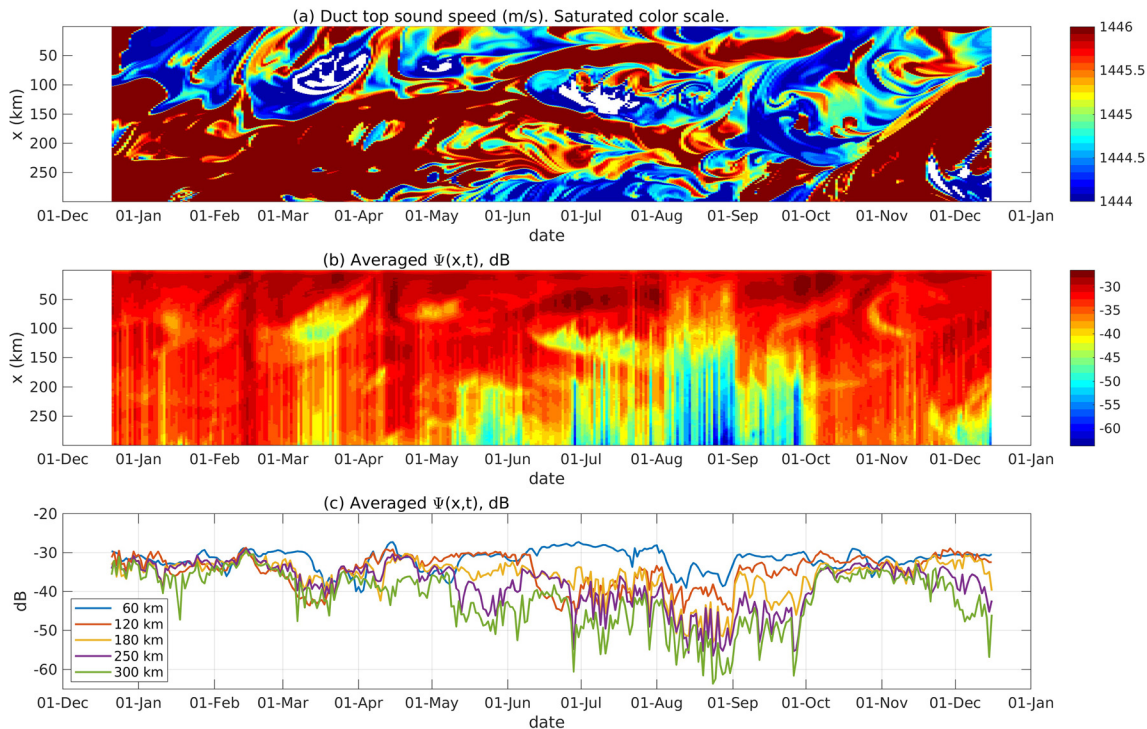 (a) Duct top sound speed (m/s). Saturated color scale.
50
100
150
200
250
x (km)
01-Dec 01-Jan 01-Feb 01-Mar 01-Apr 01-May 01-Jun 01-Jul 01-Aug 01-Sep 01-Oct 01-Nov 01-Dec 01-Jan
date
1446
1445.5
1445
1444.5
1444
(b) Averaged Ψ(x,t), dB
50
100
150
200
250
x (km)
01-Dec 01-Jan 01-Feb 01-Mar 01-Apr 01-May 01-Jun 01-Jul 01-Aug 01-Sep 01-Oct 01-Nov 01-Dec 01-Jan
date
-30
-35
-40
-45
-50
-55
-60
(c) Averaged Ψ(x,t), dB
-20
-30
-40
-50
-60
dB
60 km
120 km
180 km
250 km
300 km
01-Dec 01-Jan 01-Feb 01-Mar 01-Apr 01-May 01-Jun 01-Jul 01-Aug 01-Sep 01-Oct 01-Nov 01-Dec 01-Jan
date